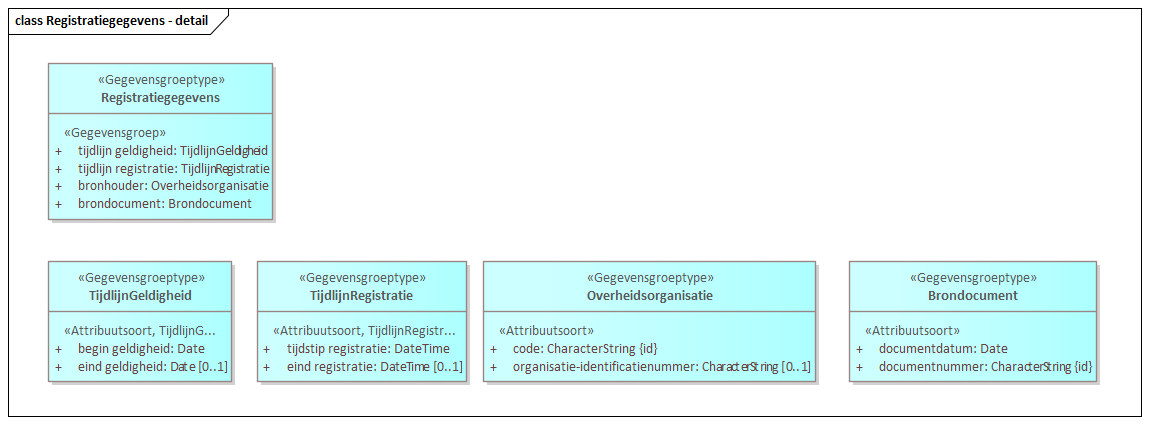 class Registratiegegevens - detail
«Gegevensgroeptype»
Registratiegegevens
«Gegevensgroep»
+ tijdlijn geldigheid: TijdlijnGeldigheid
+ tijdlijn registratie: TijdlijnRegistratie
+ bronhouder: Overheidsorganisatie
+ brondocument: Brondocument
«Gegevensgroeptype»
TijdlijnGeldigheid
«Attribuutsoort, TijdlijnG...
+ begin geldigheid: Date
+ eind geldigheid: Date [0..1]
«Gegevensgroeptype»
TijdlijnRegistratie
«Attribuutsoort, TijdlijnRegistr...
+ tijdstip registratie: DateTime
+ eind registratie: DateTime [0..1]
«Gegevensgroeptype»
Overheidsorganisatie
«Attribuutsoort»
+ code: CharacterString {id}
+ organisatie-identificatienummer: CharacterString [0..1]
«Gegevensgroeptype»
Brondocument
«Attribuutsoort»
+ documentdatum: Date
+ documentnummer: CharacterString {id}